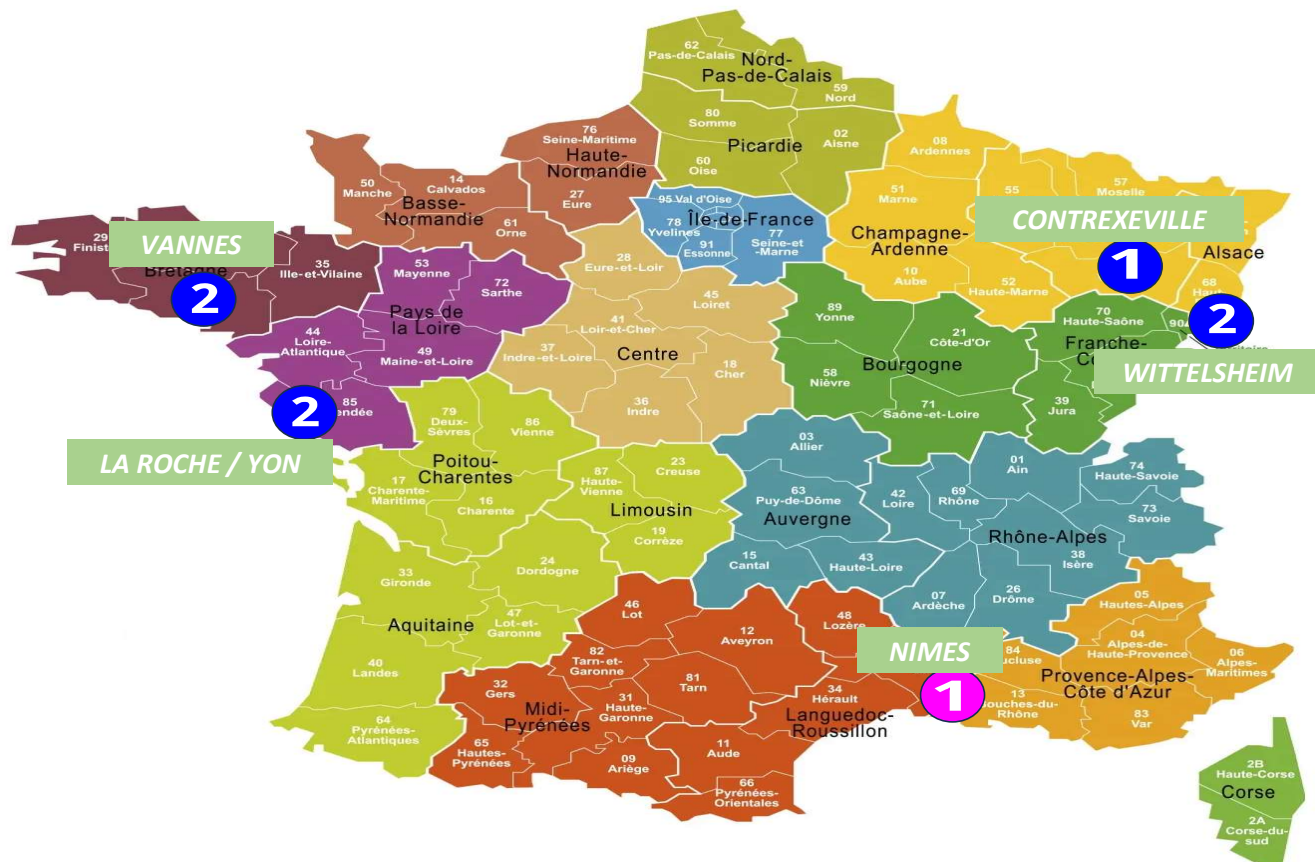 62
Pas-de-Calais
Nord-
Pas-de-Calais
59
Nord
80
Somme
02
Aisne
Picardie
60
Oise
76
Seine-Maritime
Haute-
Normandie
27
Eure
14
Calvados
50
Manche
Basse-
Normandie
61
Orne
95 Val d'Oise
Île-de-France
78
Yvelines
91
Essonne
77
Seine-et
-Marne
08
Ardennes
51
Marne
55
57
Moselle
Champagne-
Ardenne
10
Aube
52
Haute-Marne
CONTREXEVILLE
1
Alsace
68
2
WITTELSHEIM
29
VANNES
2
35
Ille-et-Vilaine
53
Mayenne
72
Sarthe
Pays de
la Loire
44
Loire-
Atlantique
49
Maine-et-Loire
85
2
LA ROCHE / YON
28
Eure-et-Loir
45
Loiret
41
Loir-et-Cher
37
Indre-et-Loire
Centre
18
Cher
36
Indre
89
Yonne
21
Côte-d'Or
Bourgogne
58
Nièvre
71
Saône-et-Loire
70
Haute-Saône
90
Franche-
39
Jura
79
Deux-
Sèvres
86
Vienne
Poitou-
Charentes
17
Charente-
Maritime
16
Charente
87
Haute-
Vienne
23
Creuse
Limousin
19
Corrèze
03
Allier
63
Puy-de-Dôme
Auvergne
15
Cantal
43
Haute-Loire
42
Loire
69
Rhône
01
Ain
74
Haute-Savoie
73
Savoie
Rhône-Alpes
38
Isère
07
Ardèche
26
Drôme
33
Gironde
24
Dordogne
47
Lot-et-
Garonne
Aquitaine
40
Landes
64
Pyrénées-
Atlantiques
46
Lot
12
Aveyron
82
Tarn-et
-Garonne
32
Gers
31
Haute-
Garonne
81
Tarn
Midi-
Pyrénées
65
Hautes-
Pyrénées
09
Ariège
48
Lozère
NIMES
1
34
Hérault
Languedoc-
Roussillon
11
Aude
66
Pyrénées-
Orientales
05
Hautes-Alpes
04
Alpes-de-
Haute-Provence
06
Alpes-
Maritimes
84
Provence-Alpes-
Côte d'Azur
13
Bouches-du-
Rhône
83
Var
2B
Haute-Corse
Corse
2A
Corse-du-
sud